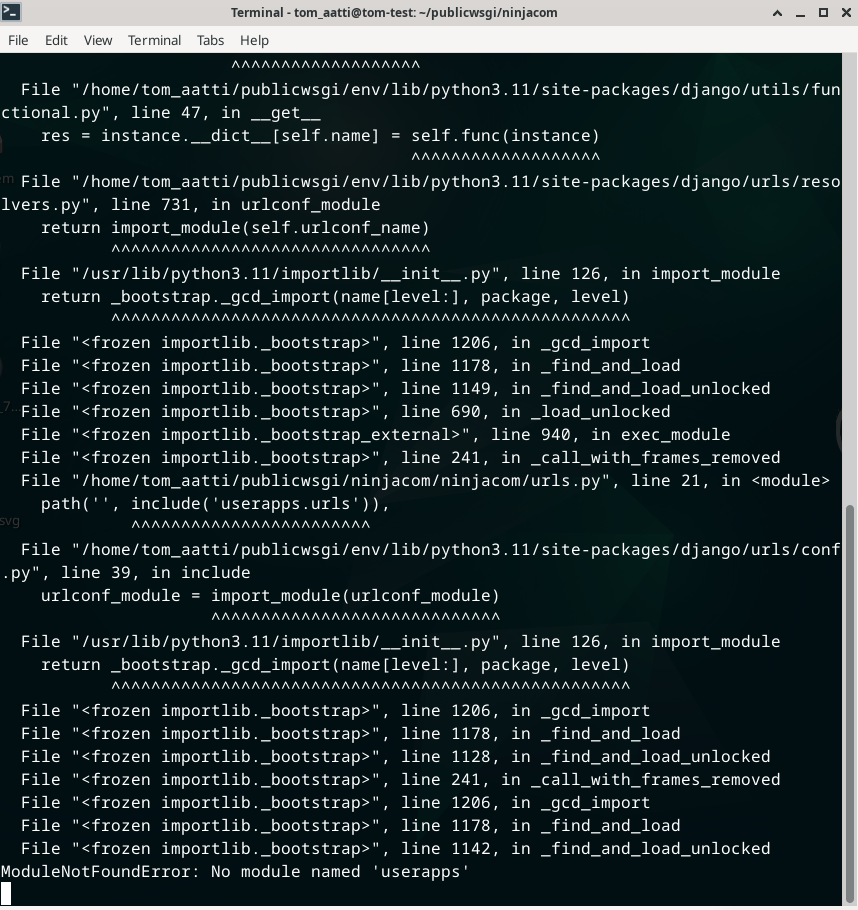 Terminal - tom_aatti@tom-test: ~/publicwsgi/ninjacom
File Edit View Terminal Tabs Help
^^^^^^^^^^^^^^^^^^^
  File "/home/tom_aatti/publicwsgi/env/lib/python3.11/site-packages/django/utils/fun
ctional.py", line 47, in __get__
    res = instance.__dict__[self.name] = self.func(instance)
                                         ^^^^^^^^^^^^^^^^^^^
  File "/home/tom_aatti/publicwsgi/env/lib/python3.11/site-packages/django/urls/reso
lvers.py", line 731, in urlconf_module
    return import_module(self.urlconf_name)
           ^^^^^^^^^^^^^^^^^^^^^^^^^^^^^^^^
  File "/usr/lib/python3.11/importlib/__init__.py", line 126, in import_module
    return _bootstrap._gcd_import(name[level:], package, level)
           ^^^^^^^^^^^^^^^^^^^^^^^^^^^^^^^^^^^^^^^^^^^^^^^^^^^^
  File "<frozen importlib._bootstrap>", line 1206, in _gcd_import
  File "<frozen importlib._bootstrap>", line 1178, in _find_and_load
  File "<frozen importlib._bootstrap>", line 1149, in _find_and_load_unlocked
  File "<frozen importlib._bootstrap>", line 690, in _load_unlocked
  File "<frozen importlib._bootstrap_external>", line 940, in exec_module
  File "<frozen importlib._bootstrap>", line 241, in _call_with_frames_removed
  File "/home/tom_aatti/publicwsgi/ninjacom/ninjacom/urls.py", line 21, in <module>
    path('', include('userapps.urls')),
             ^^^^^^^^^^^^^^^^^^^^^^^^
  File "/home/tom_aatti/publicwsgi/env/lib/python3.11/site-packages/django/urls/conf
.py", line 39, in include
    urlconf_module = import_module(urlconf_module)
                     ^^^^^^^^^^^^^^^^^^^^^^^^^^^^^
  File "/usr/lib/python3.11/importlib/__init__.py", line 126, in import_module
    return _bootstrap._gcd_import(name[level:], package, level)
           ^^^^^^^^^^^^^^^^^^^^^^^^^^^^^^^^^^^^^^^^^^^^^^^^^^^^
  File "<frozen importlib._bootstrap>", line 1206, in _gcd_import
  File "<frozen importlib._bootstrap>", line 1178, in _find_and_load
  File "<frozen importlib._bootstrap>", line 1128, in _find_and_load_unlocked
  File "<frozen importlib._bootstrap>", line 241, in _call_with_frames_removed
  File "<frozen importlib._bootstrap>", line 1206, in _gcd_import
  File "<frozen importlib._bootstrap>", line 1178, in _find_and_load
  File "<frozen importlib._bootstrap>", line 1142, in _find_and_load_unlocked
ModuleNotFoundError: No module named 'userapps'
em
_7...
svg